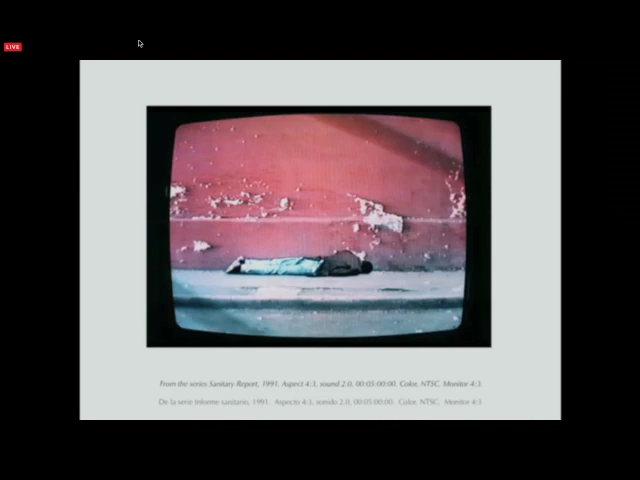 LIVE
From the series Sanitary Report, 1991. Aspect 4:3, sound 2.0, 00:05:00:00, Color, NTSC. Monitor 4:3.
De la serie Informe sanitario, 1991. Aspecto 4:3, sonido 2.0, 00:05:00:00. Color, NTSC. Monitor 4:3